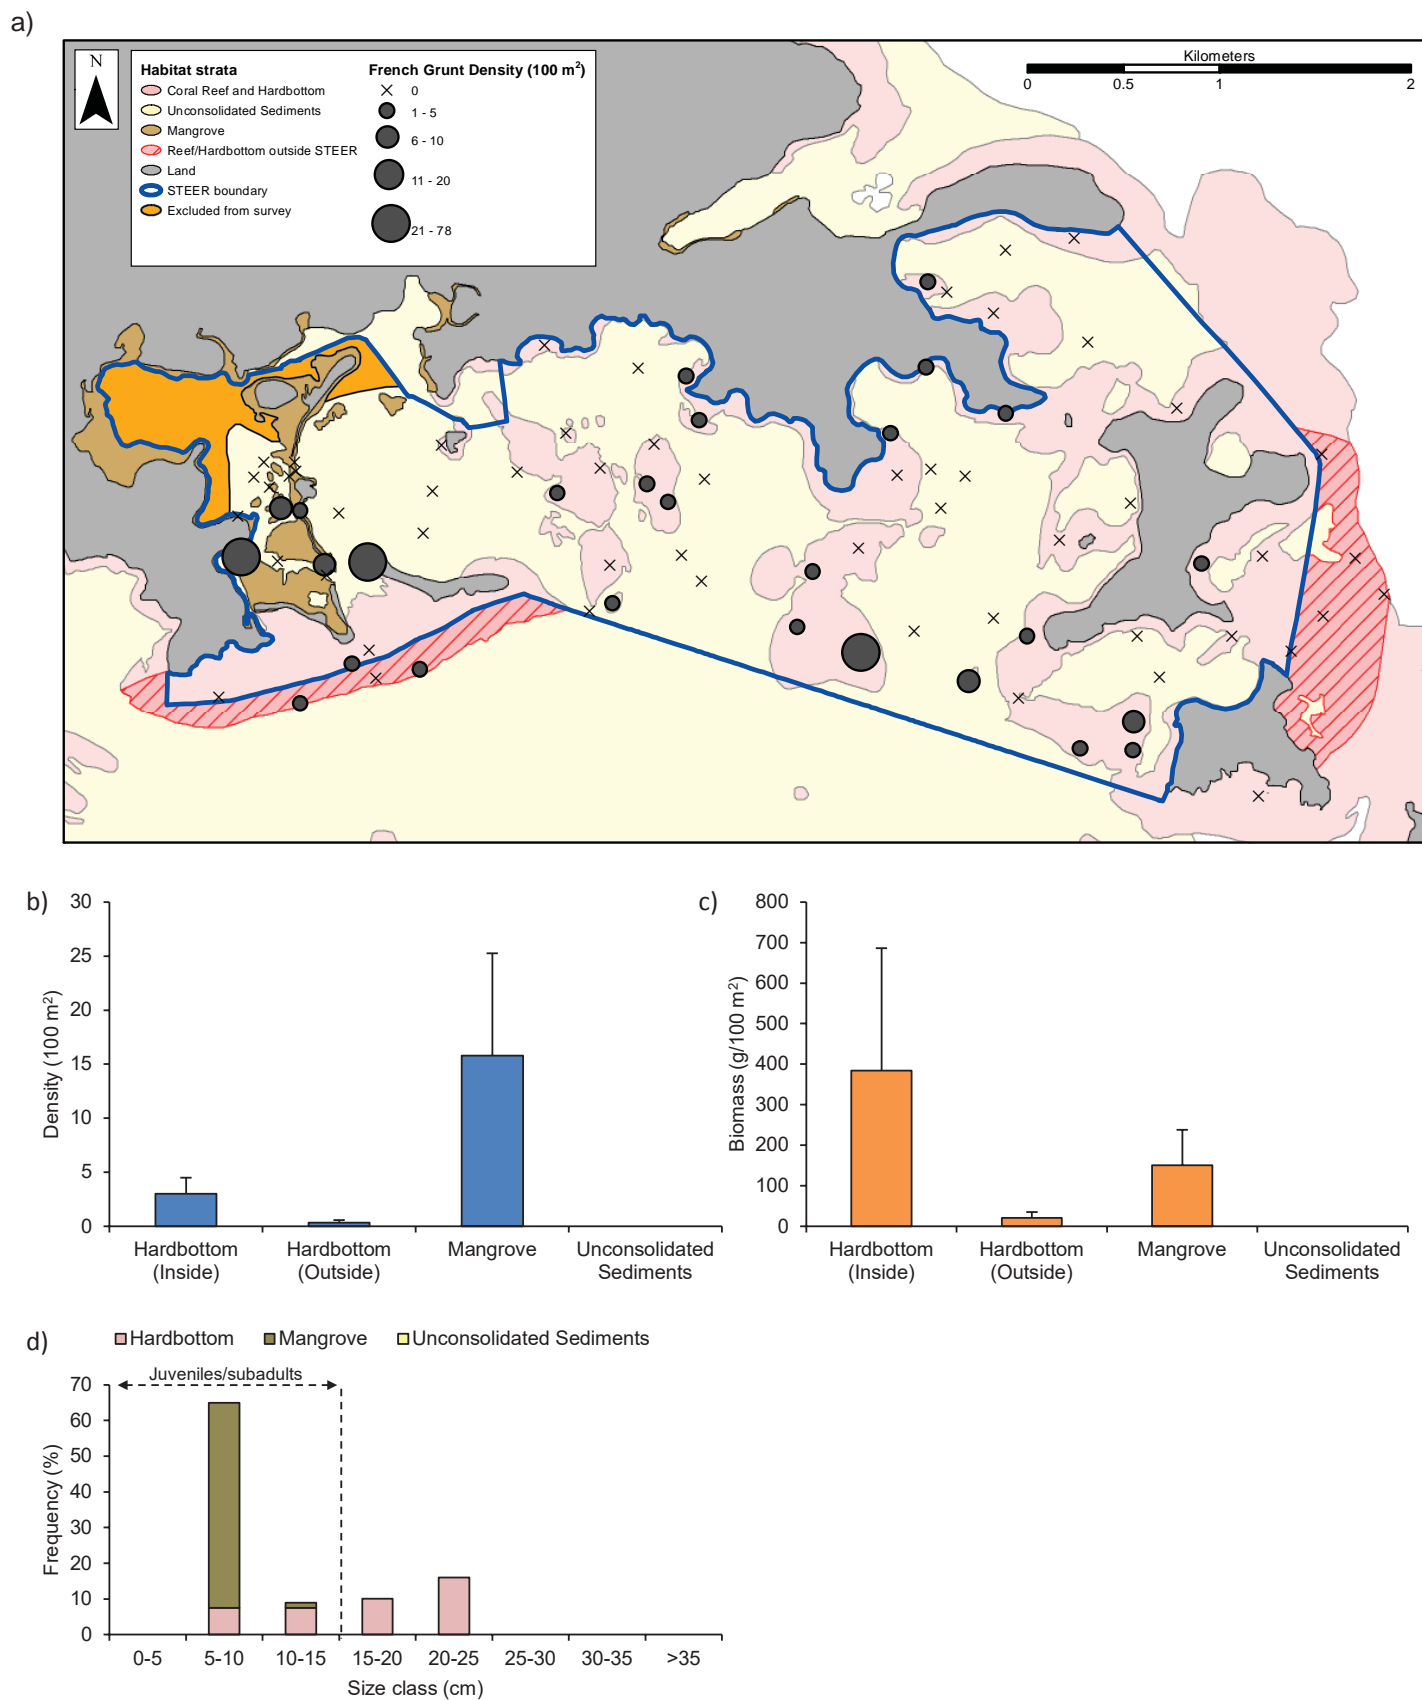 a)
N
Habitat strata
Coral Reef and Hardbottom
Unconsolidated Sediments
Mangrove
Reef/Hardbottom outside STEER
Land
STEER boundary
Excluded from survey
French Grunt Density (100 m²)
0
1 - 5
6 - 10
11 - 20
21 - 78
Kilometers
0 0.5 1 2
b)
30
25
20
15
10
5
0
Density (100 m²)
Hardbottom
(Inside)
Hardbottom
(Outside)
Mangrove
Unconsolidated
Sediments
c)
800
700
600
500
400
300
200
100
0
Biomass (g/100 m²)
Hardbottom
(Inside)
Hardbottom
(Outside)
Mangrove
Unconsolidated
Sediments
d)
Hardbottom Mangrove Unconsolidated Sediments
Juveniles/subadults
70
60
50
40
30
20
10
0
Frequency (%)
0-5 5-10 10-15 15-20 20-25 25-30 30-35 >35
Size class (cm)